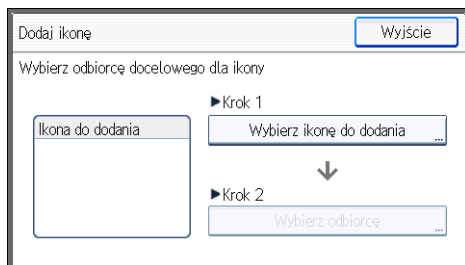 Dodaj ikonę
Wyjście
Wybierz odbiorcę docelowego dla ikony
Ikona do dodania
►Krok 1
Wybierz ikonę do dodania ...
►Krok 2
Wybierz odbiorcę ...